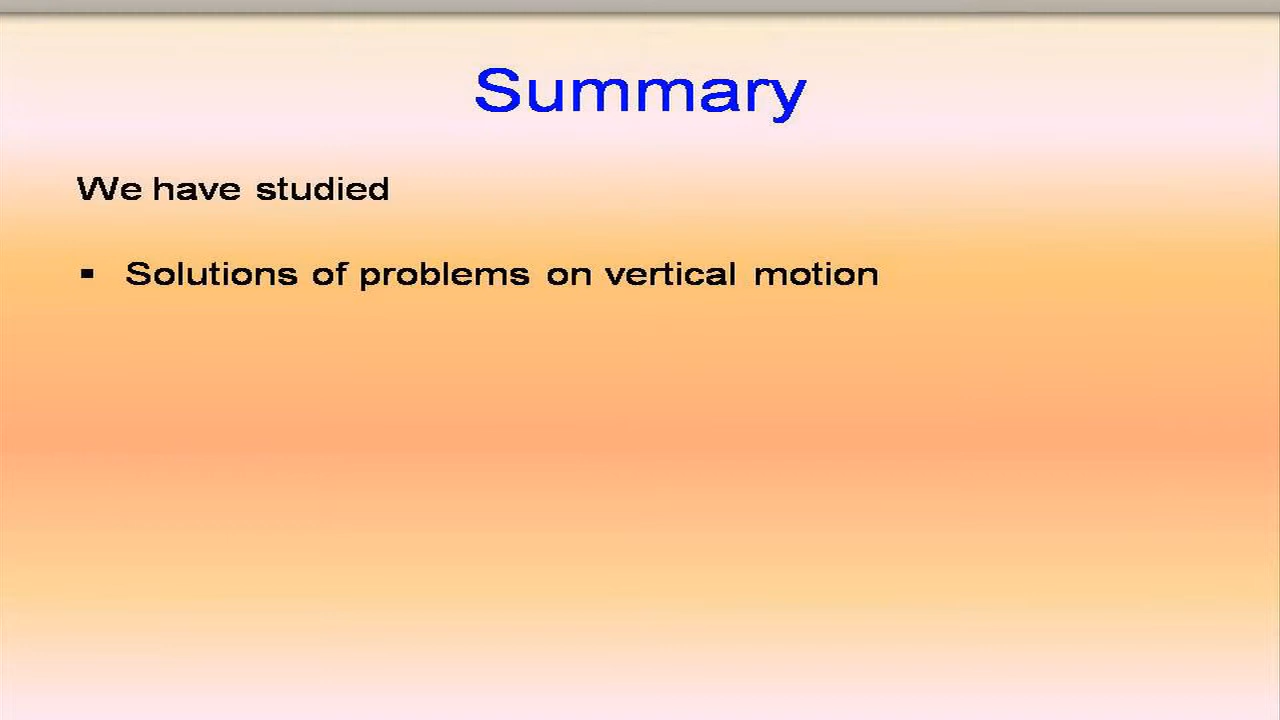 Summary
We have studied
▪ Solutions of problems on vertical motion